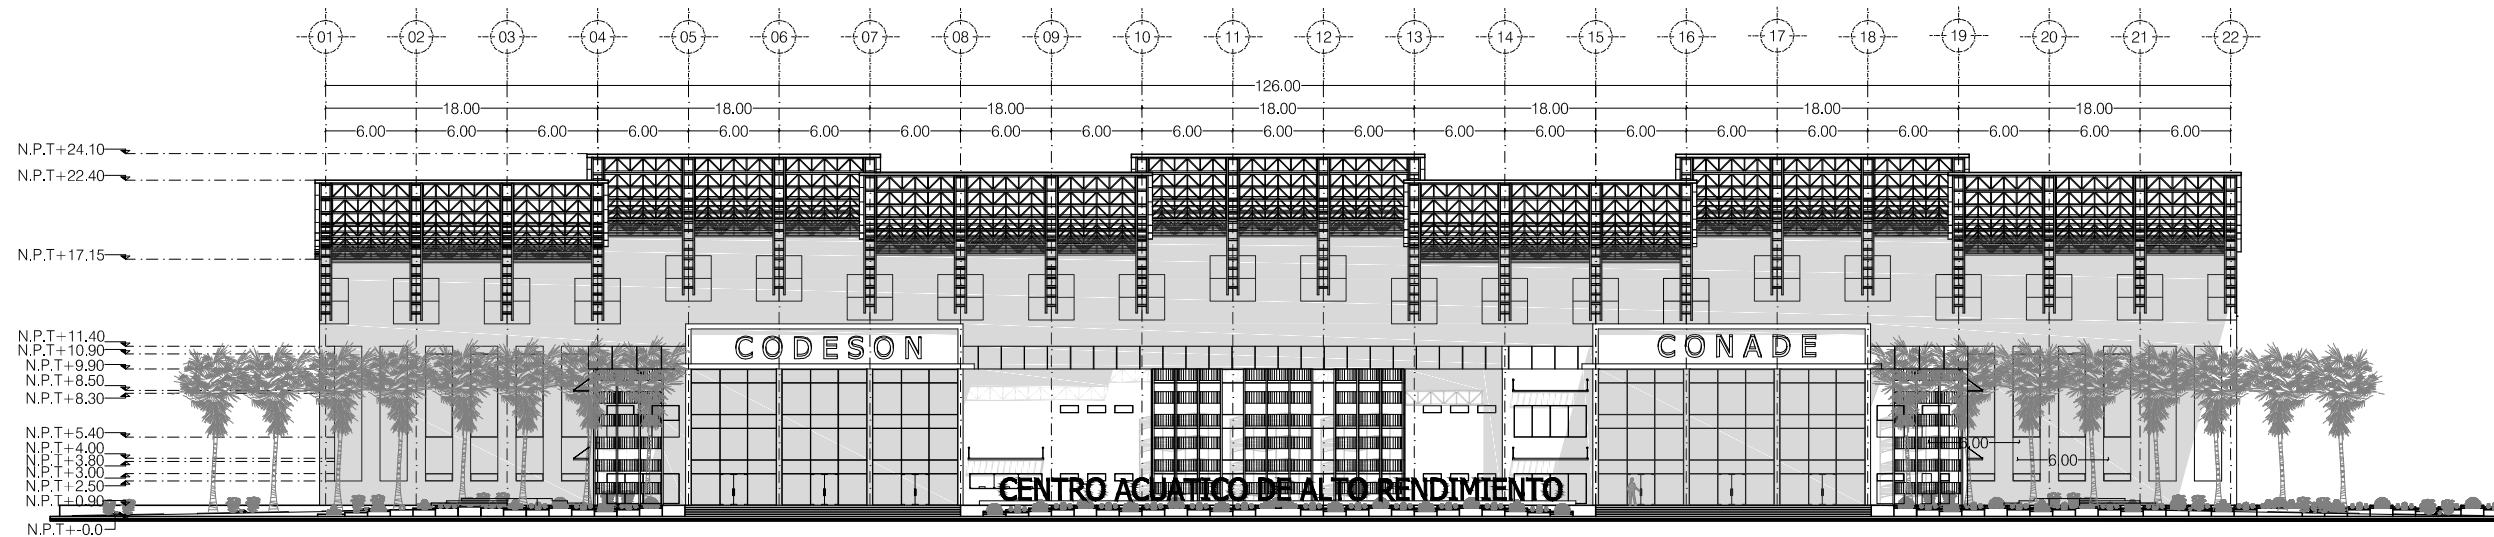 01 02 03 04 05 06 07 08 09 10 11 12 13 14 15 16 17 18 19 20 21 22
126.00
18.00 18.00 18.00 18.00 18.00 18.00 18.00
6.00 6.00 6.00 6.00 6.00 6.00 6.00 6.00 6.00 6.00 6.00 6.00 6.00 6.00 6.00 6.00 6.00 6.00 6.00 6.00 6.00
N.P.T+24.10
N.P.T+22.40
N.P.T+17.15
N.P.T+11.40
N.P.T+10.90
N.P.T+9.90
N.P.T+8.50
N.P.T+8.30
N.P.T+5.40
N.P.T+4.00
N.P.T+3.80
N.P.T+3.00
N.P.T+2.50
N.P.T+0.90
N.P.T+-0.0
CODESON
CONADE
6.00
6.00
CENTRO ACUATICO DE ALTO RENDIMIENTO